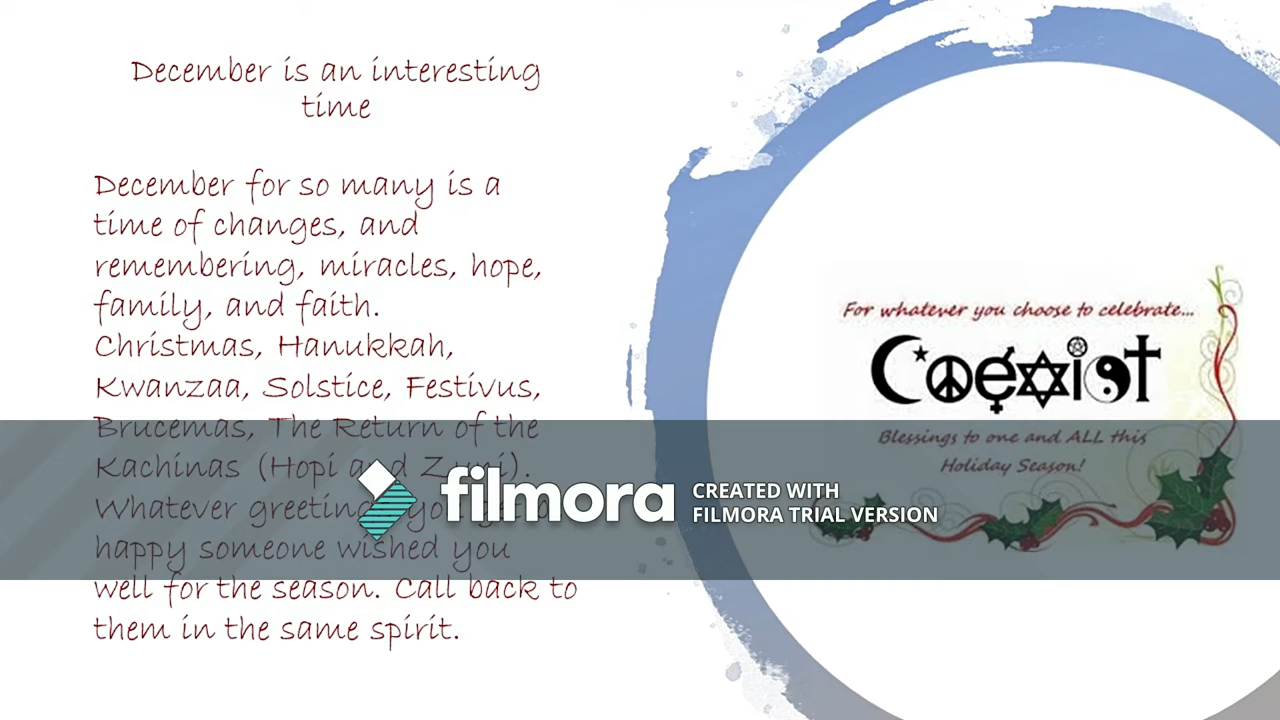 December is an interesting
time
December for so many is a
time of changes, and
remembering, miracles, hope,
family, and faith.
Christmas, Hanukkah,
Kwanzaa, Solstice, Festivus,
Brucemas, The Return of the
Kachinas (Hopi and Zuni).
Whatever greeting
happy someone wished you
well for the season. Call back to
them in the same spirit.
For whatever you choose to celebrate...
Coexist
Blessings to one and ALL this
Holiday Season!
filmora
CREATED WITH
FILMORA TRIAL VERSION